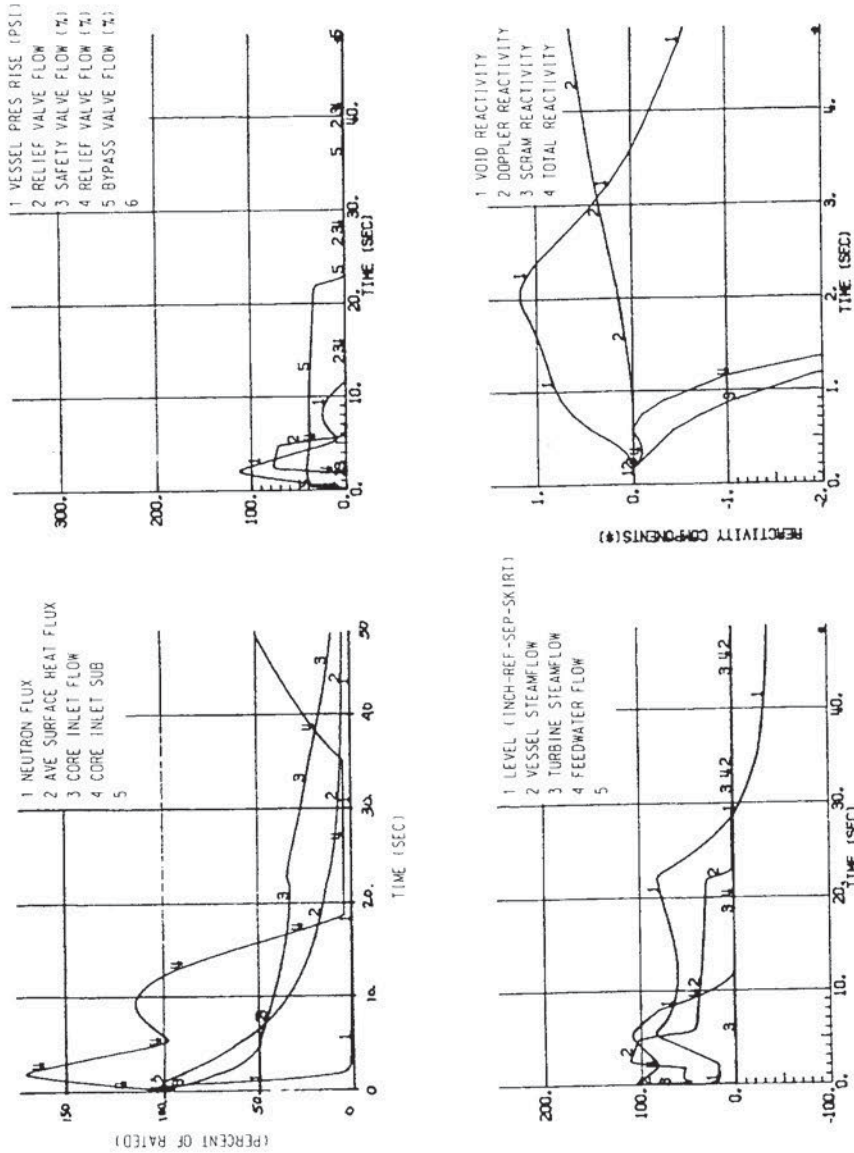 150.
100.
50
0
(PERCENT OF RATED)
1 NEUTRON FLUX
2 AVE SURFACE HEAT FLUX
3 CORE INLET FLOW
4 CORE INLET SUB
5
0
10.
20.
30.
40
50
TIME (SEC)
300.
200.
100.
0.
1 VESSEL PRES RISE (PSI)
2 RELIEF VALVE FLOW
3 SAFETY VALVE FLOW (%)
4 RELIEF VALVE FLOW (%)
5 BYPASS VALVE FLOW (%)
6
0.
10.
20.
30.
40.
TIME (SEC)
200.
100.
0.
-100.
1 LEVEL (INCH-REF-SEP-SKIRT)
2 VESSEL STEAMFLOW
3 TURBINE STEAMFLOW
4 FEEDWATER FLOW
5
0.
10.
20.
30.
40.
TIME (SEC)
1.
0.
-1.
-2.
REACTIVITY COMPONENTS($)
1 VOID REACTIVITY
2 DOPPLER REACTIVITY
3 SCRAM REACTIVITY
4 TOTAL REACTIVITY
0.
1.
2.
3.
4.
TIME (SEC)